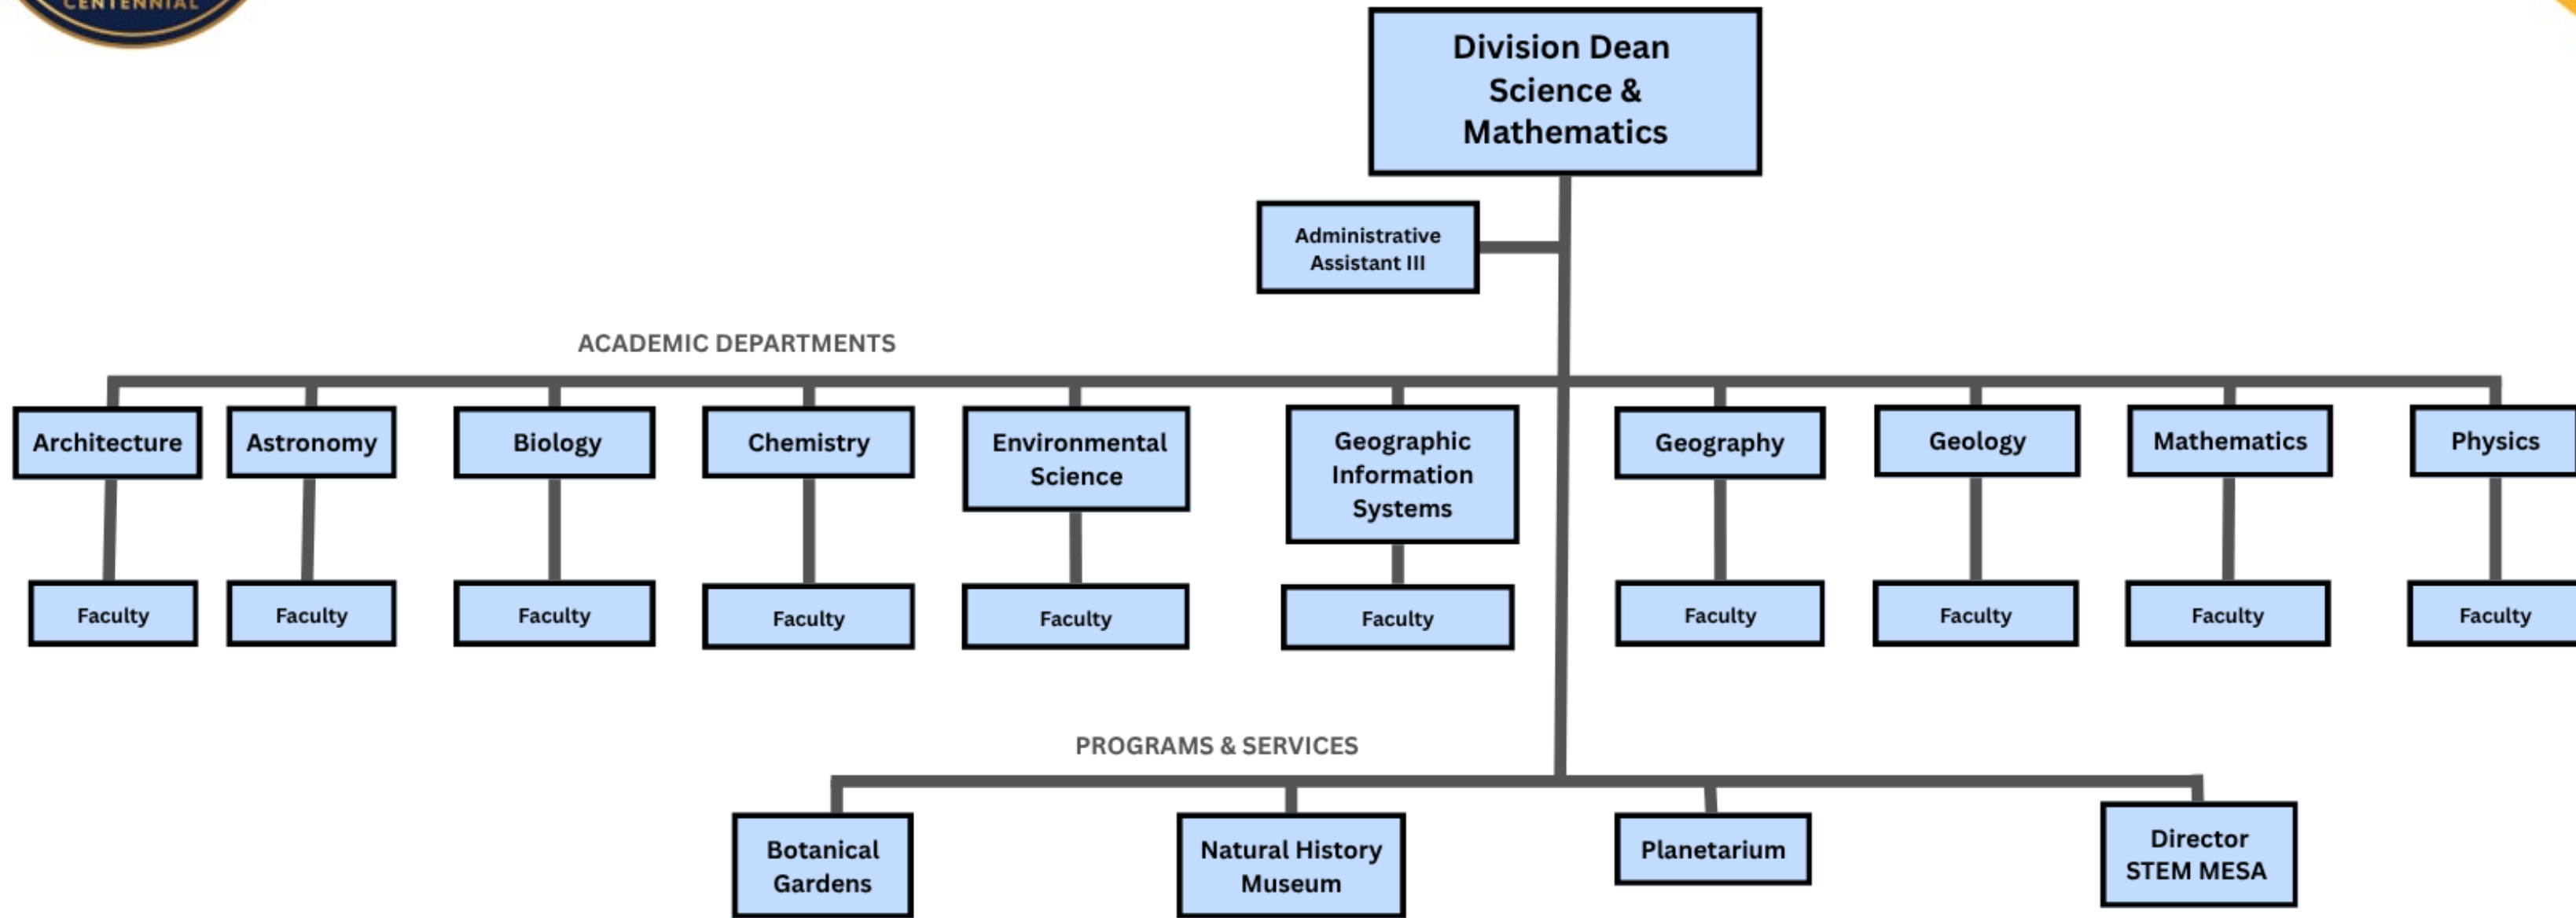 CENTENNIAL
Division Dean
Science &
Mathematics
Administrative
Assistant III
ACADEMIC DEPARTMENTS
Architecture
Astronomy
Biology
Chemistry
Environmental
Science
Geographic
Information
Systems
Geography
Geology
Mathematics
Physics
Faculty
Faculty
Faculty
Faculty
Faculty
Faculty
Faculty
Faculty
Faculty
Faculty
PROGRAMS & SERVICES
Botanical
Gardens
Natural History
Museum
Planetarium
Director
STEM MESA